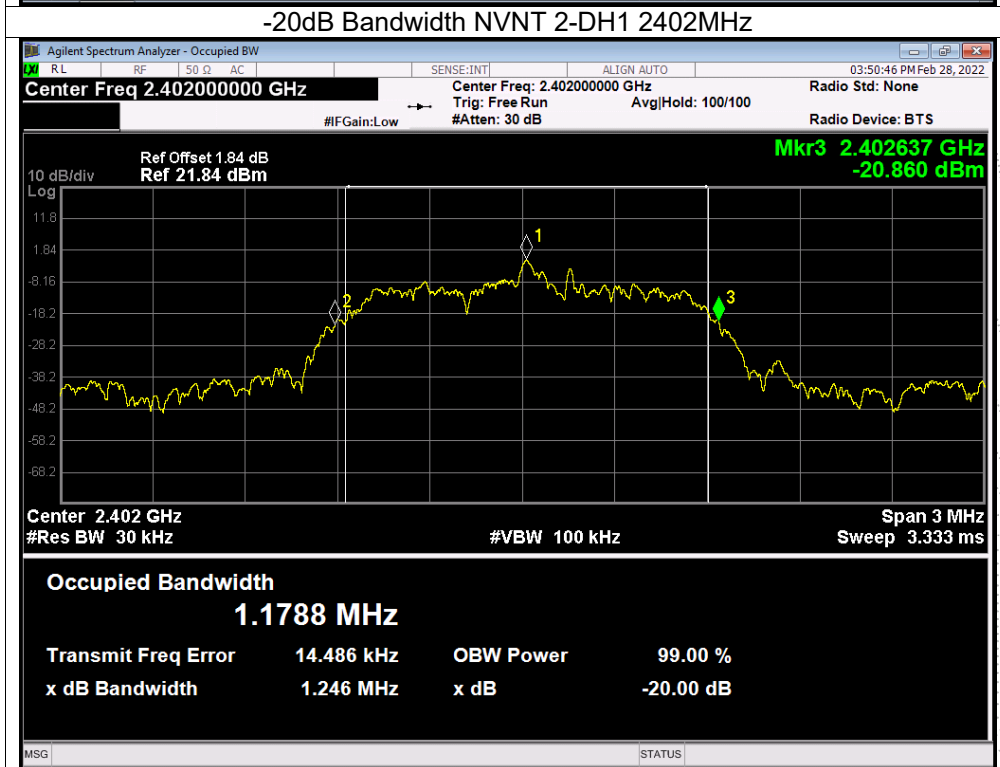 -20dB Bandwidth NVNT 2-DH1 2402MHz
Agilent Spectrum Analyzer - Occupied BW
LXI RL RF 50 Ω AC SENSE:INT ALIGN AUTO 03:50:46 PM Feb 28, 2022
Center Freq 2.402000000 GHz Center Freq: 2.402000000 GHz Radio Std: None
Trig: Free Run Avg|Hold: 100/100
#IFGain:Low #Atten: 30 dB Radio Device: BTS
Mkr3 2.402637 GHz
-20.860 dBm
Ref Offset 1.84 dB
10 dB/div Ref 21.84 dBm
Log
11.8
1.84
-8.16
-18.2
-28.2
-38.2
-48.2
-58.2
-68.2
1
2
3
Center 2.402 GHz Span 3 MHz
#Res BW 30 kHz #VBW 100 kHz Sweep 3.333 ms
Occupied Bandwidth
1.1788 MHz
Transmit Freq Error 14.486 kHz OBW Power 99.00 %
x dB Bandwidth 1.246 MHz x dB -20.00 dB
MSG STATUS